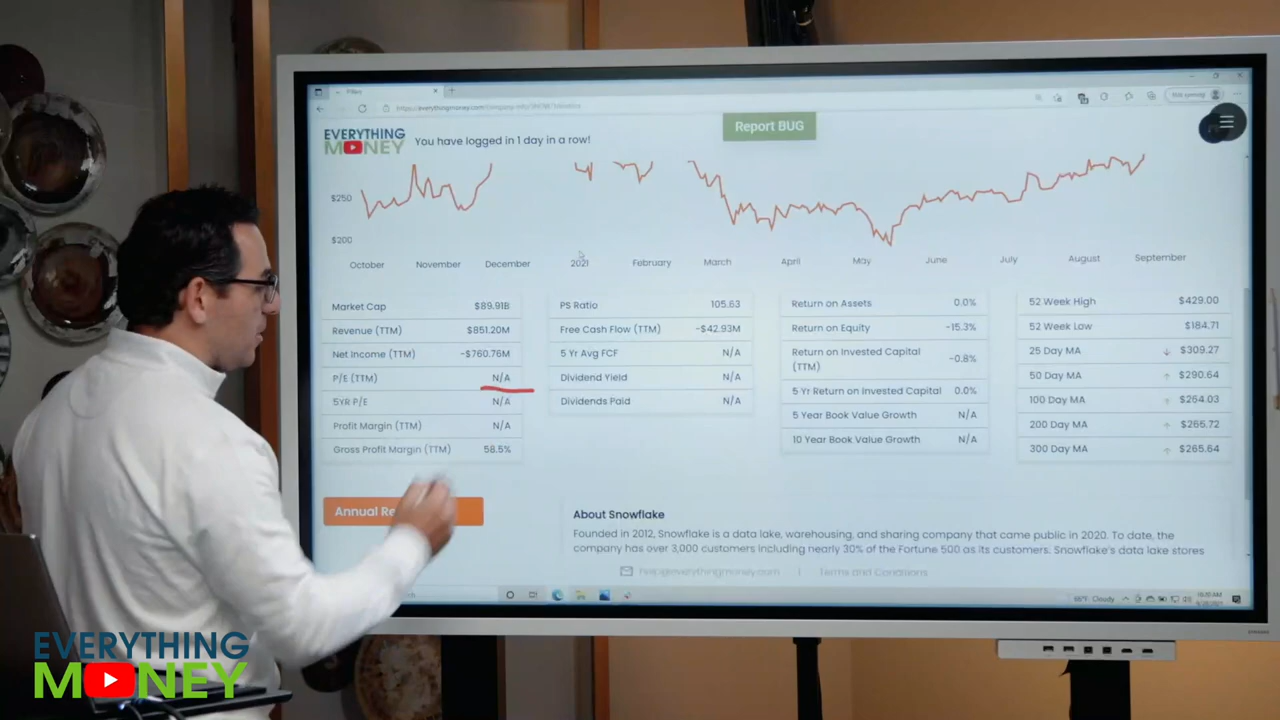 Filters
EVERYTHING
MONEY
You have logged in 1 day in a row!
Report BUG
$250
$200
October November December 2021 February March April May June July August September
Market Cap $89.91B
Revenue (TTM) $851.20M
Net Income (TTM) -$760.76M
P/E (TTM) N/A
5YR P/E N/A
Profit Margin (TTM) N/A
Gross Profit Margin (TTM) 58.5%
PS Ratio 105.63
Free Cash Flow (TTM) -$42.93M
5 Yr Avg FCF N/A
Dividend Yield N/A
Dividends Paid N/A
Return on Assets 0.0%
Return on Equity -15.3%
Return on Invested Capital
(TTM) -0.8%
5 Yr Return on Invested Capital 0.0%
5 Year Book Value Growth N/A
10 Year Book Value Growth N/A
52 Week High $429.00
52 Week Low $184.71
25 Day MA ↓ $309.27
50 Day MA ↑ $290.64
100 Day MA ↑ $264.03
200 Day MA ↑ $265.72
300 Day MA ↑ $265.64
Annual Re
About Snowflake
Founded in 2012, Snowflake is a data lake, warehousing, and sharing company that came public in 2020. To date, the
company has over 3,000 customers including nearly 30% of the Fortune 500 as its customers. Snowflake's data lake stores
help@everythingmoney.com | Terms and Conditions
68°F Cloudy
EVERYTHING
MONEY